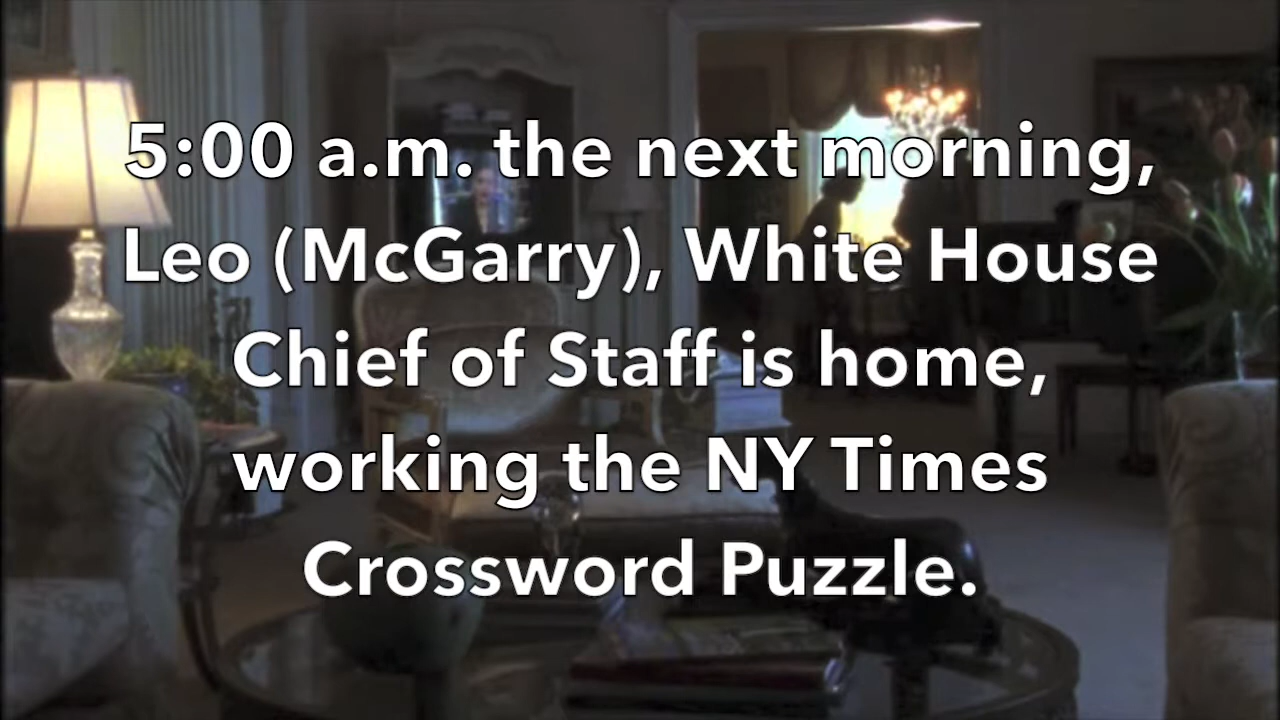 5:00 a.m. the next morning,
Leo (McGarry), White House
Chief of Staff is home,
working the NY Times
Crossword Puzzle.